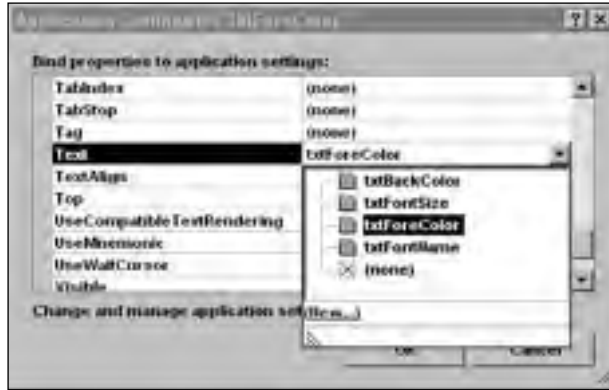 Bind properties to application settings:
TabIndex (none)
TabStop (none)
Tag (none)
Text txtForeColor
TextAlign
Top
UseCompatibleTextRendering
UseMnemonic
UseWaitCursor
Visible
txtBackColor
txtFontSize
txtForeColor
txtFontName
(none)
(New...)
Change and manage application set
OK Cancel